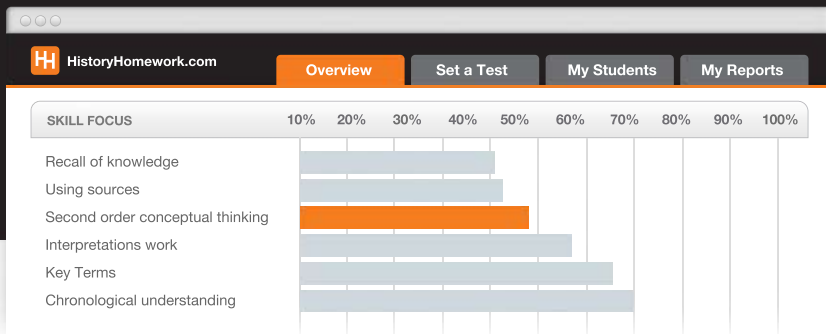 HH HistoryHomework.com
Overview Set a Test My Students My Reports
SKILL FOCUS 10% 20% 30% 40% 50% 60% 70% 80% 90% 100%
Recall of knowledge
Using sources
Second order conceptual thinking
Interpretations work
Key Terms
Chronological understanding